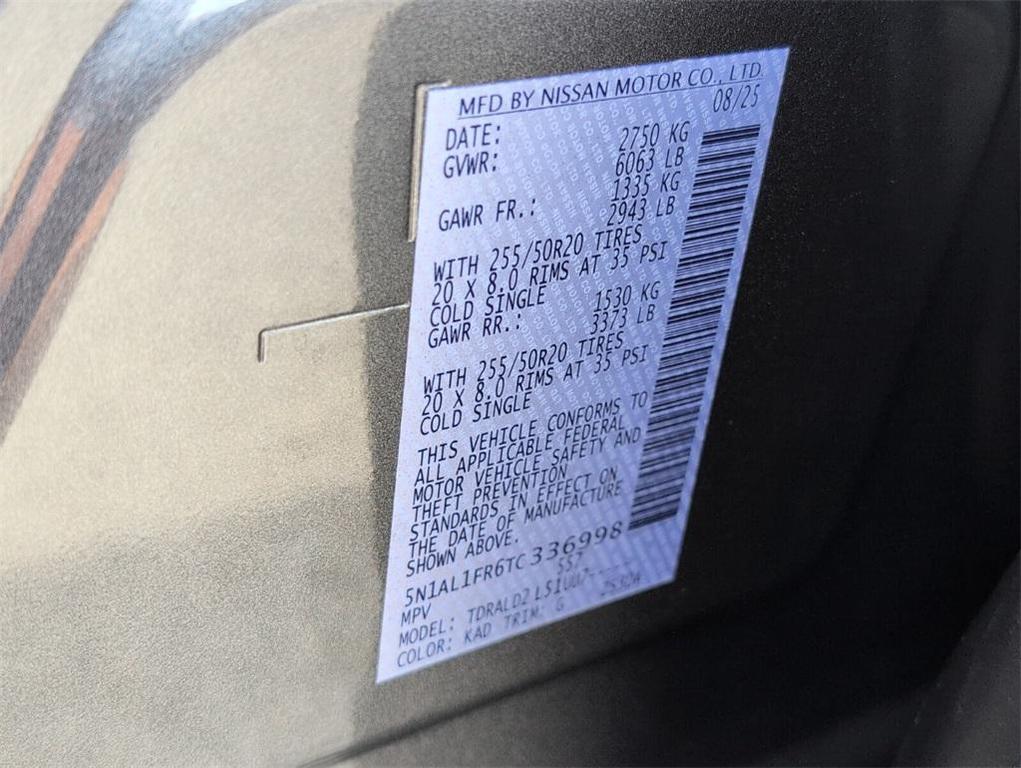 MFD BY NISSAN MOTOR CO., LTD.
DATE: 08/25
GVWR: 2750 KG
6063 LB
GAWR FR.: 1335 KG
2943 LB
WITH 255/50R20 TIRES
20 X 8.0 RIMS AT 35 PSI
COLD SINGLE
GAWR RR.: 1530 KG
3373 LB
WITH 255/50R20 TIRES
20 X 8.0 RIMS AT 35 PSI
COLD SINGLE
THIS VEHICLE CONFORMS TO
ALL APPLICABLE FEDERAL
MOTOR VEHICLE SAFETY AND
THEFT PREVENTION
STANDARDS IN EFFECT ON
THE DATE OF MANUFACTURE
SHOWN ABOVE.
5N1AL1FR6TC336998
MPV 557
MODEL: TDRALD2 L51UU7-----
COLOR: KAD TRIM: G